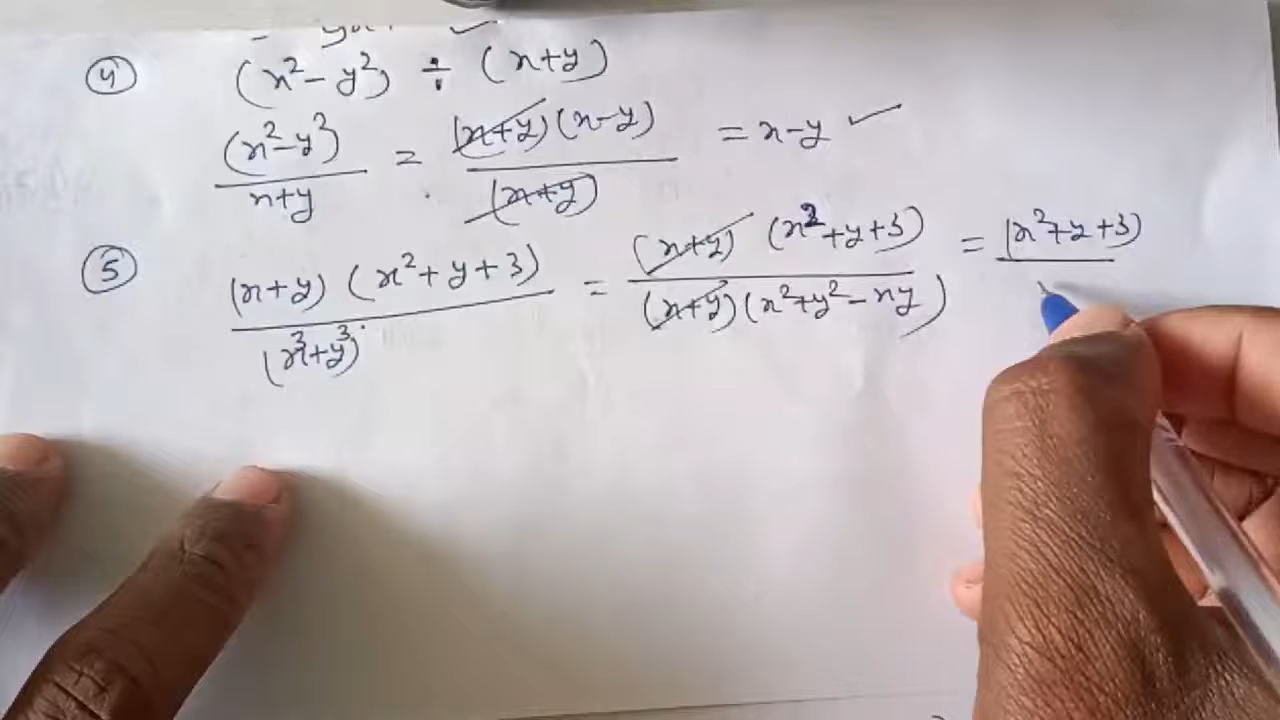 ④ (x²-y²) ÷ (x+y)
(x²-y²)/x+y = (x+y)(x-y)/(x+y) = x-y ✓
⑤ (x+y)(x²+y+3)/(x³+y³) = (x+y)(x²+y+3)/(x+y)(x²+y²-xy) = (x²+y+3)